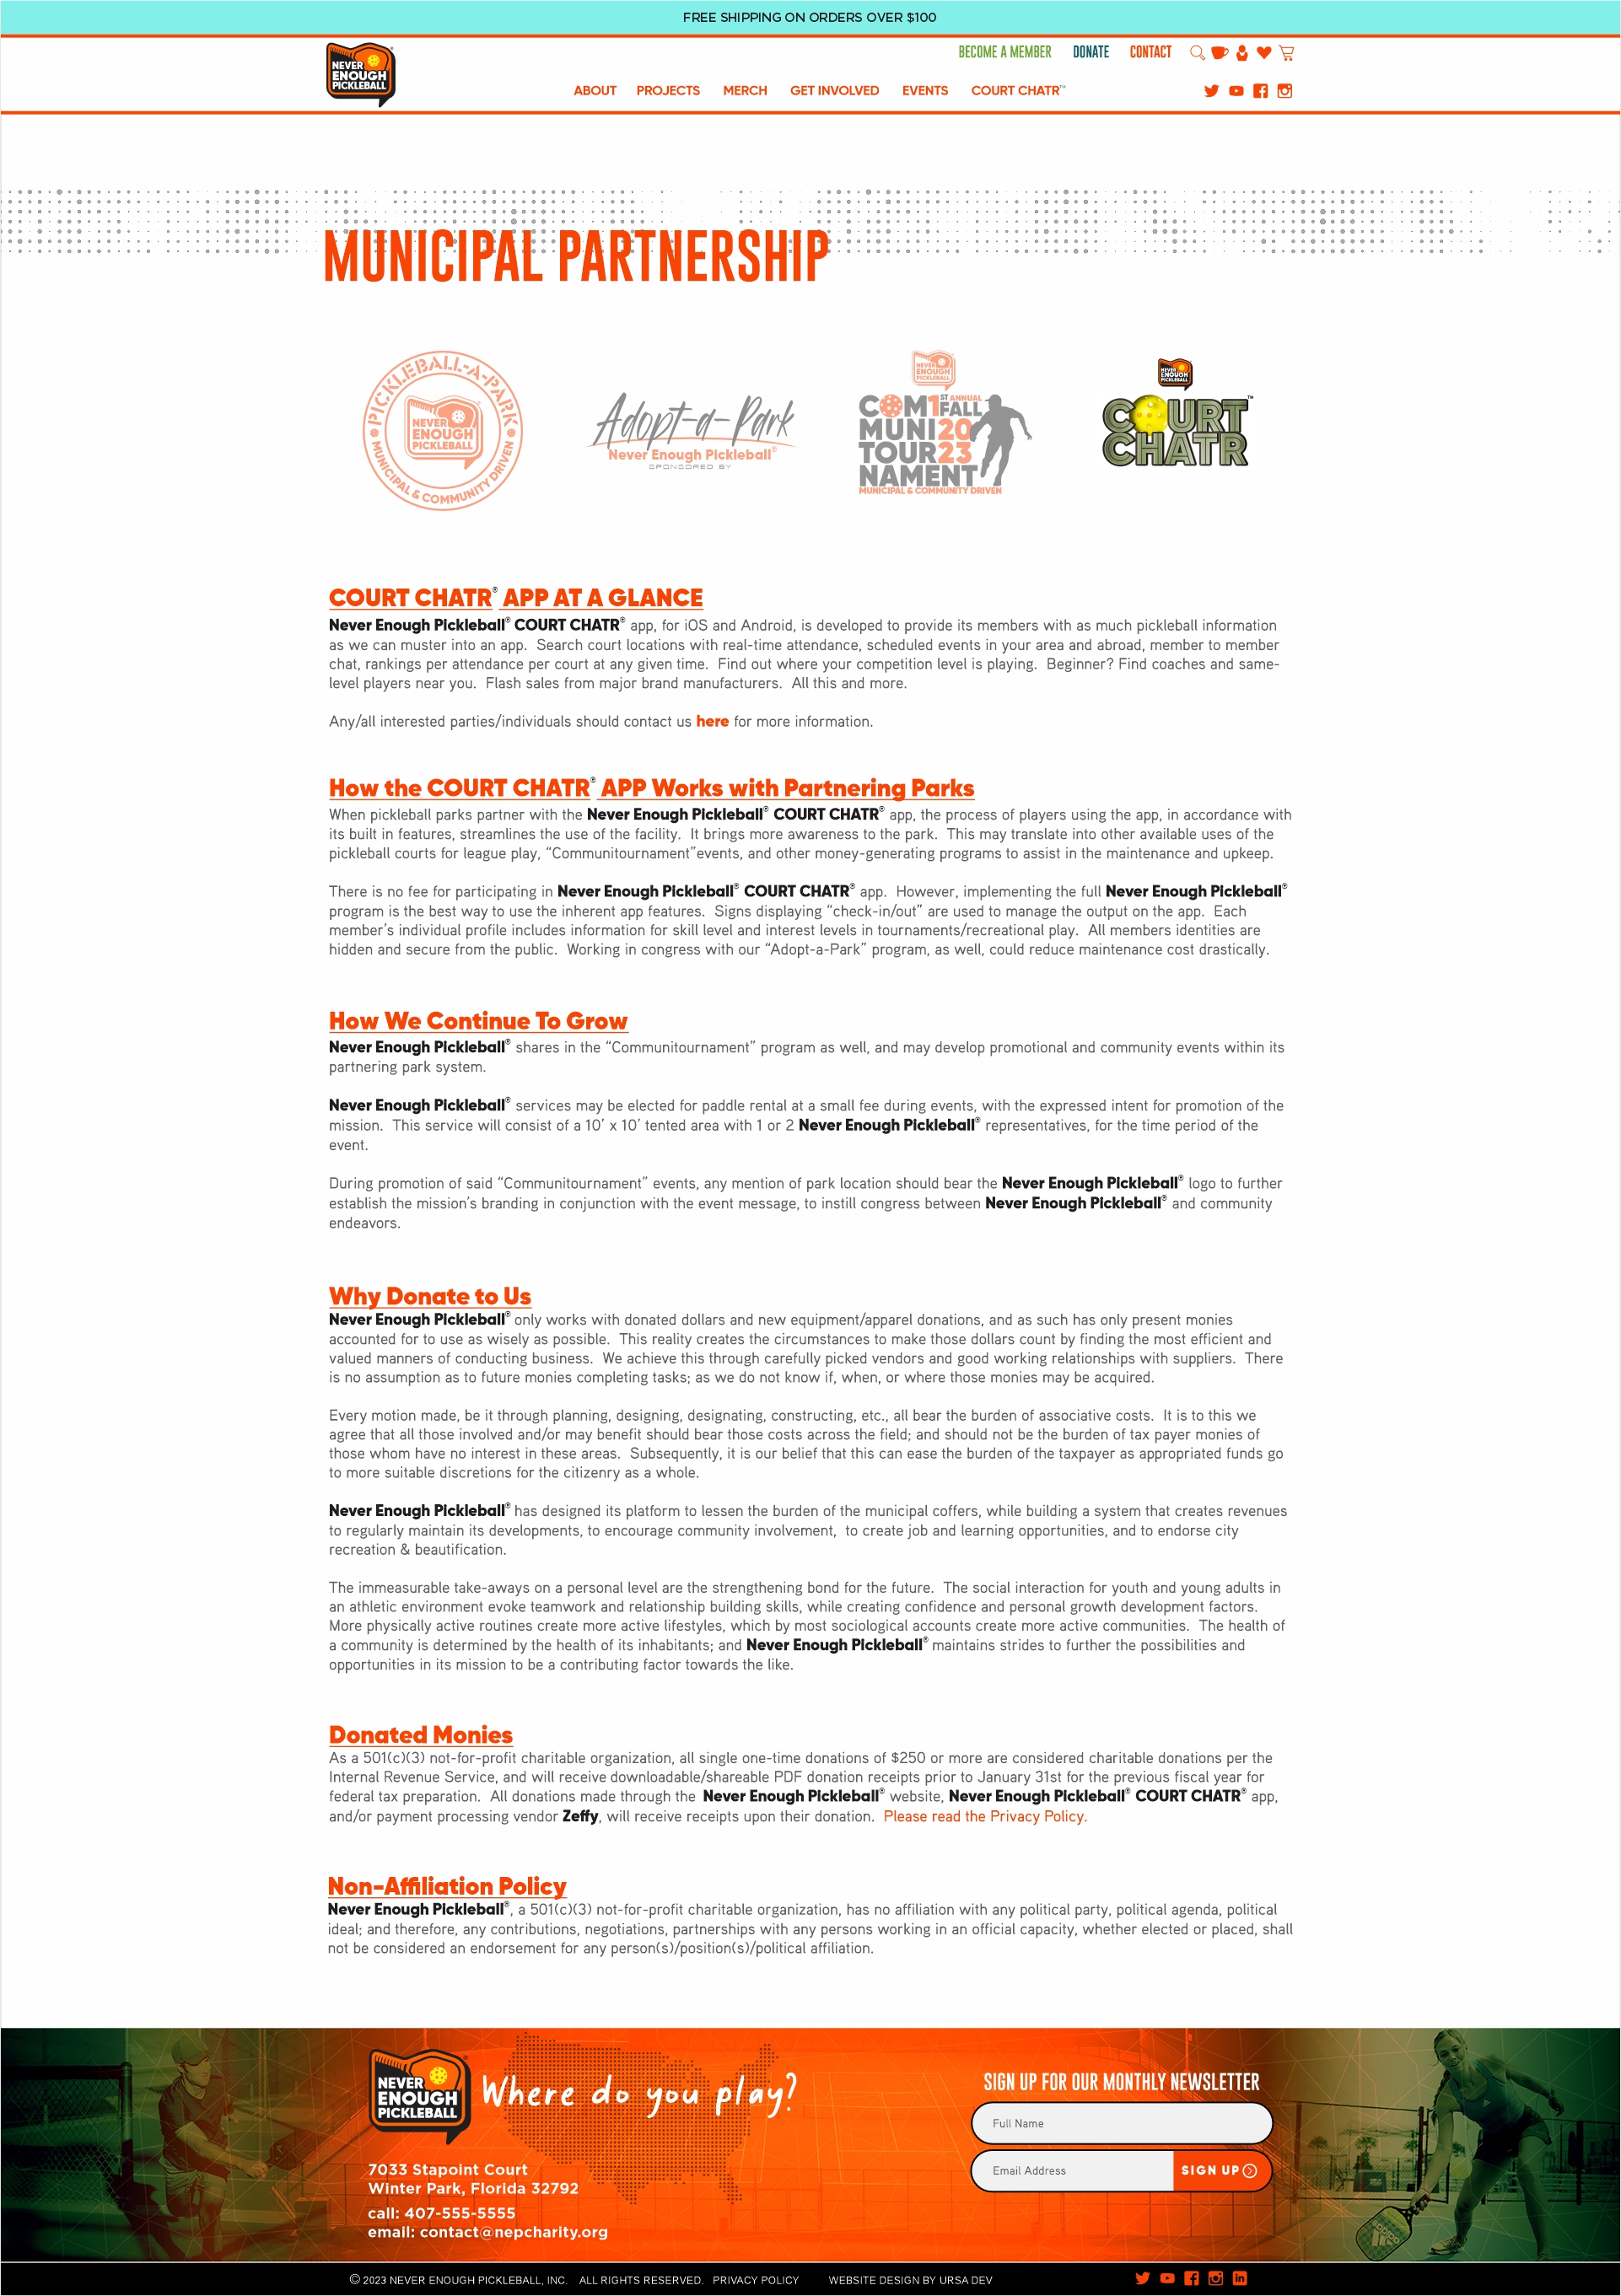 FREE SHIPPING ON ORDERS OVER $100
NEVER
ENOUGH
PICKLEBALL
BECOME A MEMBER DONATE CONTACT
ABOUT PROJECTS MERCH GET INVOLVED EVENTS COURT CHATR™
MUNICIPAL PARTNERSHIP
PICKLEBALL-A-PARK
NEVER
ENOUGH
PICKLEBALL
MUNICIPAL & COMMUNITY DRIVEN
Adopt-a-Park
Never Enough Pickleball®
SPONSORED BY
NEVER
ENOUGH
PICKLEBALL
COM1ST ANNUAL FALL
MUNI20
TOUR23
NAMENT
MUNICIPAL & COMMUNITY DRIVEN
NEVER
ENOUGH
PICKLEBALL
COURT™
CHATR
COURT CHATR® APP AT A GLANCE
Never Enough Pickleball® COURT CHATR® app, for iOS and Android, is developed to provide its members with as much pickleball information
as we can muster into an app. Search court locations with real-time attendance, scheduled events in your area and abroad, member to member
chat, rankings per attendance per court at any given time. Find out where your competition level is playing. Beginner? Find coaches and same-
level players near you. Flash sales from major brand manufacturers. All this and more.
Any/all interested parties/individuals should contact us here for more information.
How the COURT CHATR® APP Works with Partnering Parks
When pickleball parks partner with the Never Enough Pickleball® COURT CHATR® app, the process of players using the app, in accordance with
its built in features, streamlines the use of the facility. It brings more awareness to the park. This may translate into other available uses of the
pickleball courts for league play, “Communitournament”events, and other money-generating programs to assist in the maintenance and upkeep.
There is no fee for participating in Never Enough Pickleball® COURT CHATR® app. However, implementing the full Never Enough Pickleball®
program is the best way to use the inherent app features. Signs displaying “check-in/out” are used to manage the output on the app. Each
member’s individual profile includes information for skill level and interest levels in tournaments/recreational play. All members identities are
hidden and secure from the public. Working in congress with our “Adopt-a-Park” program, as well, could reduce maintenance cost drastically.
How We Continue To Grow
Never Enough Pickleball® shares in the “Communitournament” program as well, and may develop promotional and community events within its
partnering park system.
Never Enough Pickleball® services may be elected for paddle rental at a small fee during events, with the expressed intent for promotion of the
mission. This service will consist of a 10’ x 10’ tented area with 1 or 2 Never Enough Pickleball® representatives, for the time period of the
event.
During promotion of said “Communitournament” events, any mention of park location should bear the Never Enough Pickleball® logo to further
establish the mission’s branding in conjunction with the event message, to instill congress between Never Enough Pickleball® and community
endeavors.
Why Donate to Us
Never Enough Pickleball® only works with donated dollars and new equipment/apparel donations, and as such has only present monies
accounted for to use as wisely as possible. This reality creates the circumstances to make those dollars count by finding the most efficient and
valued manners of conducting business. We achieve this through carefully picked vendors and good working relationships with suppliers. There
is no assumption as to future monies completing tasks; as we do not know if, when, or where those monies may be acquired.
Every motion made, be it through planning, designing, designating, constructing, etc., all bear the burden of associative costs. It is to this we
agree that all those involved and/or may benefit should bear those costs across the field; and should not be the burden of tax payer monies of
those whom have no interest in these areas. Subsequently, it is our belief that this can ease the burden of the taxpayer as appropriated funds go
to more suitable discretions for the citizenry as a whole.
Never Enough Pickleball® has designed its platform to lessen the burden of the municipal coffers, while building a system that creates revenues
to regularly maintain its developments, to encourage community involvement, to create job and learning opportunities, and to endorse city
recreation & beautification.
The immeasurable take-aways on a personal level are the strengthening bond for the future. The social interaction for youth and young adults in
an athletic environment evoke teamwork and relationship building skills, while creating confidence and personal growth development factors.
More physically active routines create more active lifestyles, which by most sociological accounts create more active communities. The health of
a community is determined by the health of its inhabitants; and Never Enough Pickleball® maintains strides to further the possibilities and
opportunities in its mission to be a contributing factor towards the like.
Donated Monies
As a 501(c)(3) not-for-profit charitable organization, all single one-time donations of $250 or more are considered charitable donations per the
Internal Revenue Service, and will receive downloadable/shareable PDF donation receipts prior to January 31st for the previous fiscal year for
federal tax preparation. All donations made through the Never Enough Pickleball® website, Never Enough Pickleball® COURT CHATR® app,
and/or payment processing vendor Zeffy, will receive receipts upon their donation. Please read the Privacy Policy.
Non-Affiliation Policy
Never Enough Pickleball®, a 501(c)(3) not-for-profit charitable organization, has no affiliation with any political party, political agenda, political
ideal; and therefore, any contributions, negotiations, partnerships with any persons working in an official capacity, whether elected or placed, shall
not be considered an endorsement for any person(s)/position(s)/political affiliation.
NEVER
ENOUGH
PICKLEBALL
Where do you play?
7033 Stapoint Court
Winter Park, Florida 32792
call: 407-555-5555
email: contact@nepcharity.org
SIGN UP FOR OUR MONTHLY NEWSLETTER
Full Name
Email Address SIGN UP
adidas
© 2023 NEVER ENOUGH PICKLEBALL, INC. ALL RIGHTS RESERVED. PRIVACY POLICY WEBSITE DESIGN BY URSA DEV